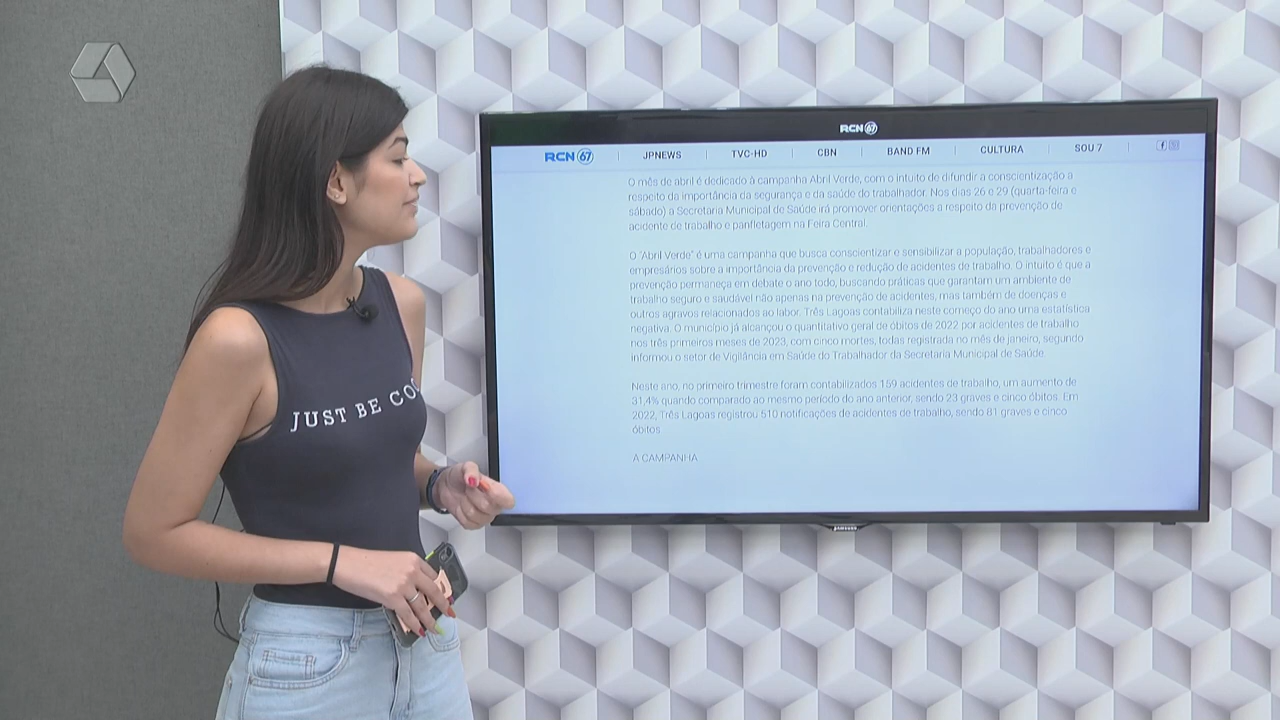 RCN 67
RCN 67 JPNEWS TVC-HD CBN BAND FM CULTURA SOU 7
O mês de abril é dedicado à campanha Abril Verde, com o intuito de difundir a conscientização a
respeito da importância da segurança e da saúde do trabalhador. Nos dias 26 e 29 (quarta-feira e
sábado) a Secretaria Municipal de Saúde irá promover orientações a respeito da prevenção de
acidente de trabalho e panfletagem na Feira Central.
O "Abril Verde" é uma campanha que busca conscientizar e sensibilizar a população, trabalhadores e
empresários sobre a importância da prevenção e redução de acidentes de trabalho. O intuito é que a
prevenção permaneça em debate o ano todo, buscando práticas que garantam um ambiente de
trabalho seguro e saudável não apenas na prevenção de acidentes, mas também de doenças e
outros agravos relacionados ao labor. Três Lagoas contabiliza neste começo do ano uma estatística
negativa. O município já alcançou o quantitativo geral de óbitos de 2022 por acidentes de trabalho
nos três primeiros meses de 2023, com cinco mortes, todas registrada no mês de janeiro, segundo
informou o setor de Vigilância em Saúde do Trabalhador da Secretaria Municipal de Saúde.
Neste ano, no primeiro trimestre foram contabilizados 159 acidentes de trabalho, um aumento de
31,4% quando comparado ao mesmo período do ano anterior, sendo 23 graves e cinco óbitos. Em
2022, Três Lagoas registrou 510 notificações de acidentes de trabalho, sendo 81 graves e cinco
óbitos
A CAMPANHA
JUST BE COO
SAMSUNG